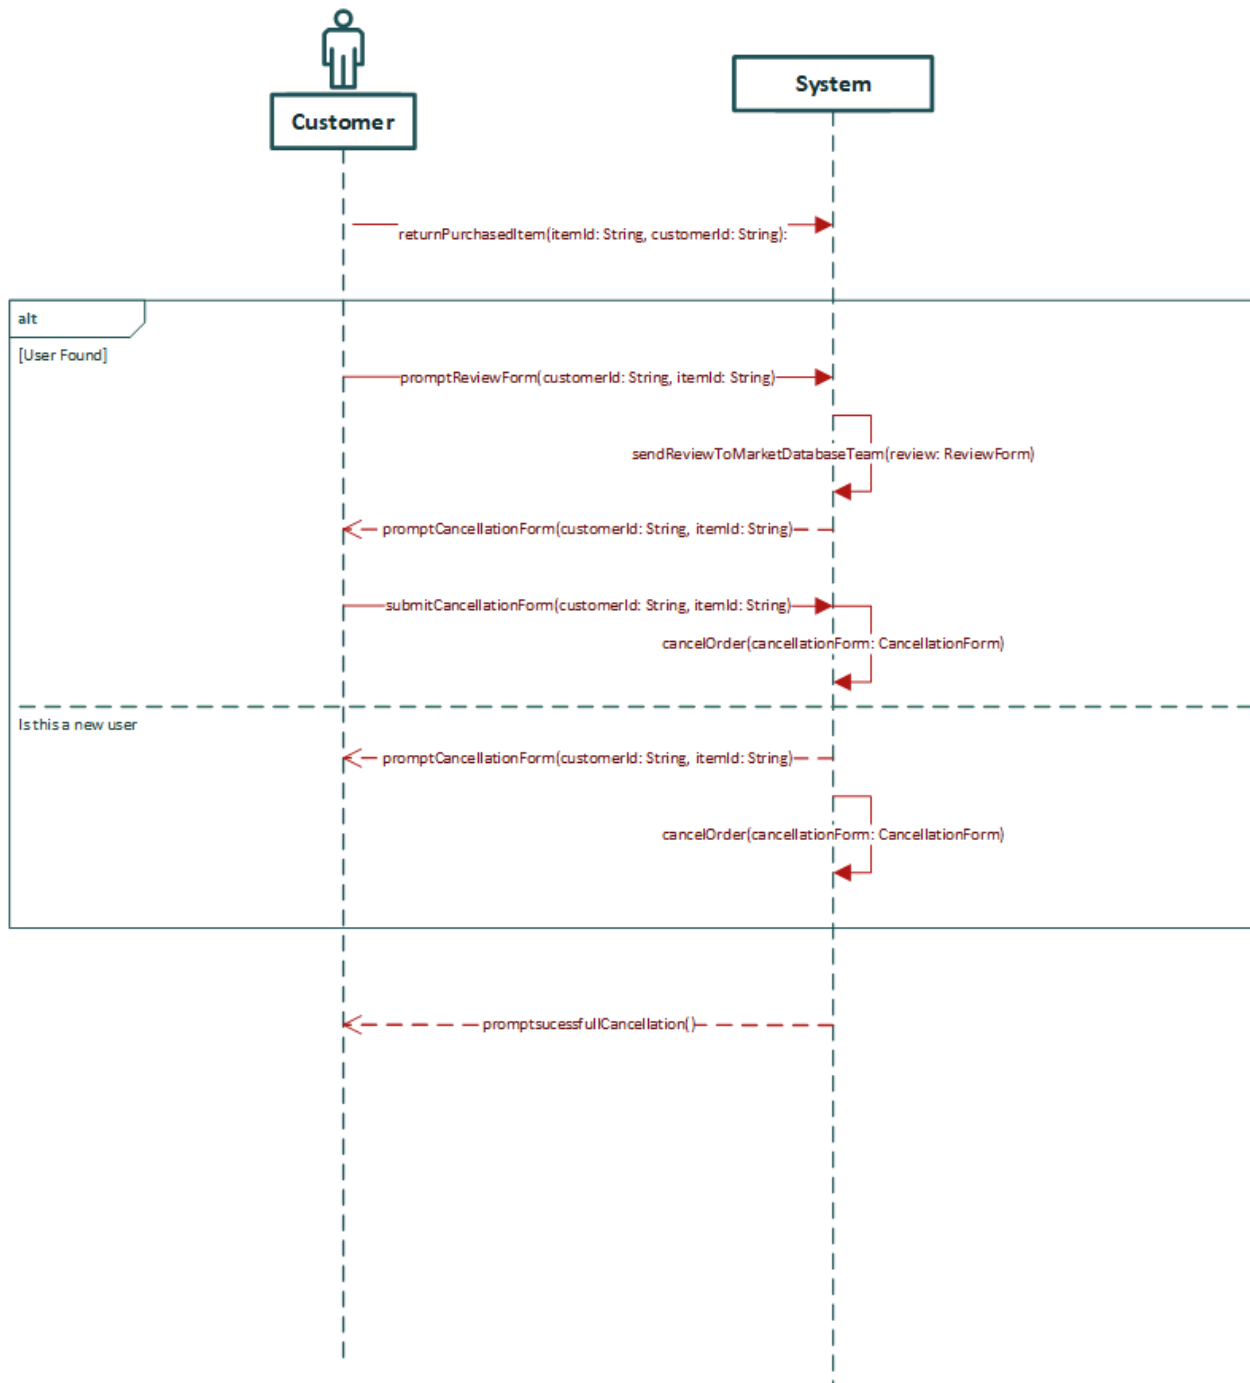 Customer
System
returnPurchasedItem(itemId: String, customerId: String):
alt
[User Found]
promptReviewForm(customerId: String, itemId: String)
sendReviewToMarketDatabaseTeam(review: ReviewForm)
promptCancellationForm(customerId: String, itemId: String)
submitCancellationForm(customerId: String, itemId: String)
cancelOrder(cancellationForm: CancellationForm)
Is this a new user
promptCancellationForm(customerId: String, itemId: String)
cancelOrder(cancellationForm: CancellationForm)
promptsucessfullCancellation()